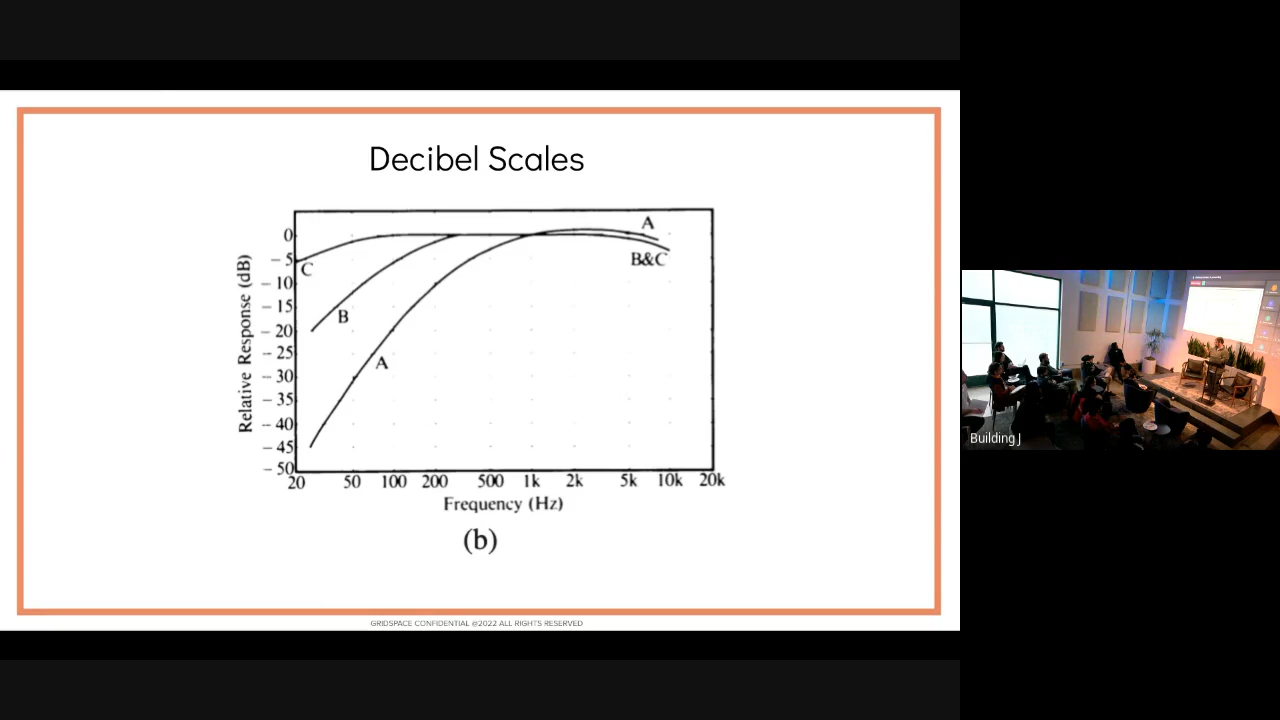 Decibel Scales
Relative Response (dB)
0
– 5
– 10
– 15
– 20
– 25
– 30
– 35
– 40
– 45
– 50
A
B&C
C
B
A
20 50 100 200 500 1k 2k 5k 10k 20k
Frequency (Hz)
(b)
GRIDSPACE CONFIDENTIAL @2022 ALL RIGHTS RESERVED
Building J